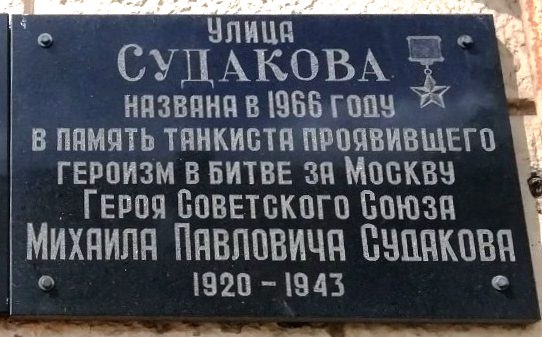 Улица
Судакова
названа в 1966 году
в память танкиста проявивщего
героизм в битве за Москву
Героя Советского Союза
Михаила Павловича Судакова
1920 - 1943